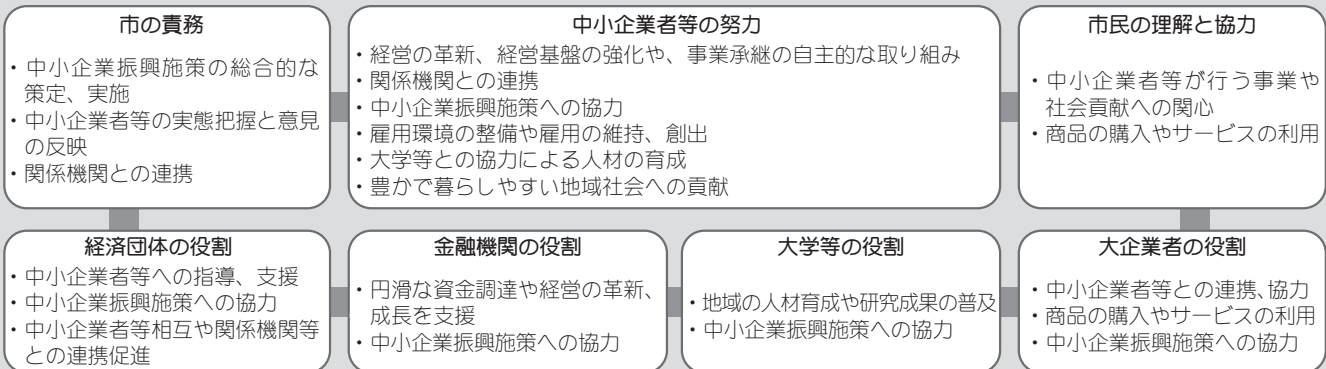 市の責務
・中小企業振興施策の総合的な
策定、実施
・中小企業者等の実態把握と意見
の反映
・関係機関との連携
中小企業者等の努力
・経営の革新、経営基盤の強化や、事業承継の自主的な取り組み
・関係機関との連携
・中小企業振興施策への協力
・雇用環境の整備や雇用の維持、創出
・大学等との協力による人材の育成
・豊かで暮らしやすい地域社会への貢献
市民の理解と協力
・中小企業者等が行う事業や
社会貢献への関心
・商品の購入やサービスの利用
経済団体の役割
・中小企業者等への指導、支援
・中小企業振興施策への協力
・中小企業者等相互や関係機関等
との連携促進
金融機関の役割
・円滑な資金調達や経営の革新、
成長を支援
・中小企業振興施策への協力
大学等の役割
・地域の人材育成や研究成果の普及
・中小企業振興施策への協力
大企業者の役割
・中小企業者等との連携、協力
・商品の購入やサービスの利用
・中小企業振興施策への協力